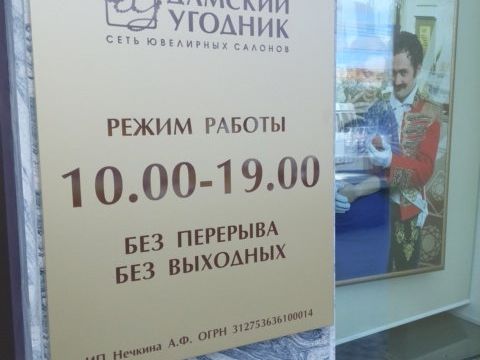 ДАМСКИЙ
УГОДНИК
СЕТЬ ЮВЕЛИРНЫХ САЛОНОВ
РЕЖИМ РАБОТЫ
10.00-19.00
БЕЗ ПЕРЕРЫВА
БЕЗ ВЫХОДНЫХ
ИП Нечкина А.Ф. ОГРН 312753636100014